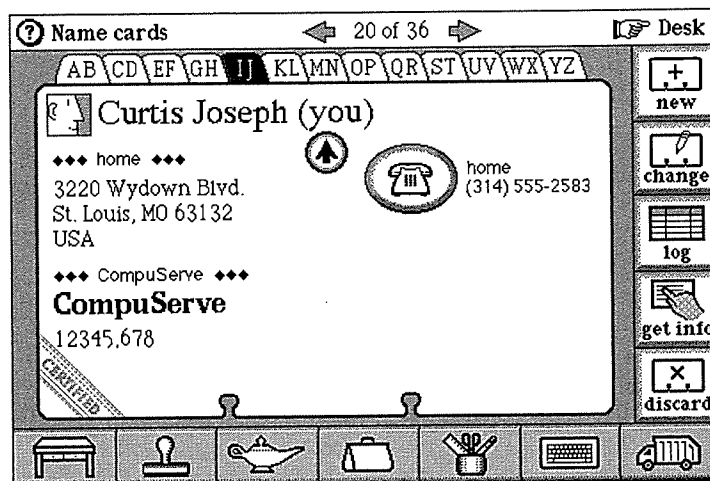 ? Name cards
20 of 36
Desk
AB CD EF GH IJ KL MN OP QR ST UV WX YZ
Curtis Joseph (you)
♦♦♦ home ♦♦♦
3220 Wydown Blvd.
St. Louis, MO 63132
USA
♦♦♦ CompuServe ♦♦♦
CompuServe
12345,678
CERTIFIED
home
(314) 555-2583
new
change
log
get info
discard